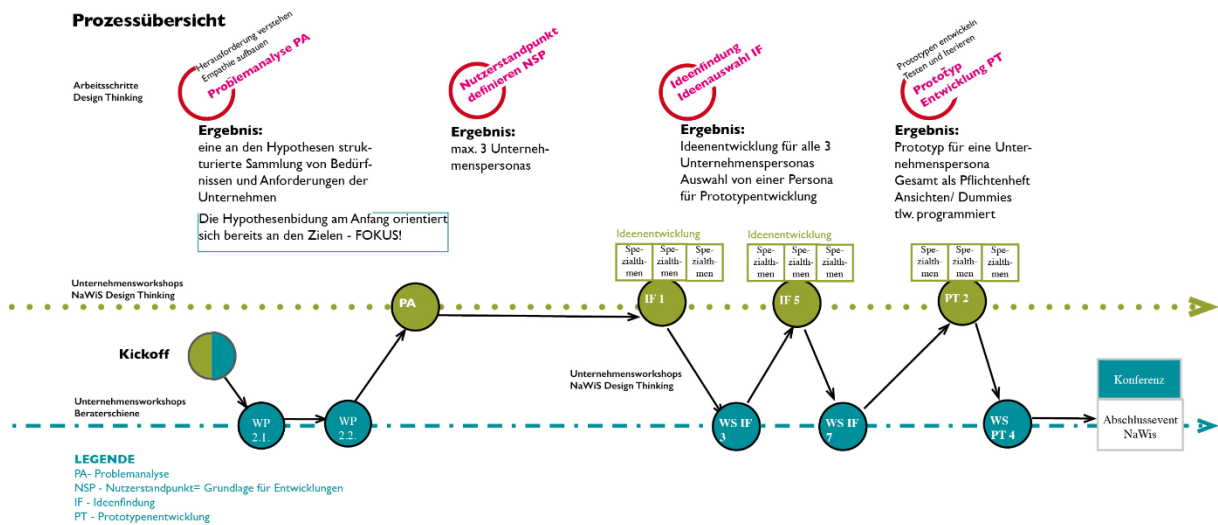 Prozessübersicht
Arbeitsschritte
Design Thinking
Herausforderung verstehen
Empathie aufbauen
Problemanalyse PA
Nutzerstandpunkt
definieren NSP
Ideenfindung
Ideenauswahl IF
Prototypen entwickeln
Testen und Iterieren
Prototyp
Entwicklung PT
Ergebnis:
eine an den Hypothesen struk-
turierte Sammlung von Bedürf-
nissen und Anforderungen der
Unternehmen
Die Hypothesenbidung am Anfang orientiert
sich bereits an den Zielen - FOKUS!
Ergebnis:
max. 3 Unterneh-
menspersonas
Ergebnis:
Ideenentwicklung für alle 3
Unternehmenspersonas
Auswahl von einer Persona
für Prototypentwicklung
Ergebnis:
Prototyp für eine Unter-
nehmenspersona
Gesamt als Pflichtenheft
Ansichten/ Dummies
tlw. programmiert
Ideenentwicklung
Spe-
zialth-
men
Spe-
zialth-
men
Spe-
zialth-
men
Ideenentwicklung
Spe-
zialth-
men
Spe-
zialth-
men
Spe-
zialth-
men
Spe-
zialth-
men
Spe-
zialth-
men
Spe-
zialth-
men
Unternehmensworkshops
NaWiS Design Thinking
PA
IF 1
IF 5
PT 2
Kickoff
Unternehmensworkshops
NaWiS Design Thinking
Unternehmensworkshops
Beraterschiene
WP
2.1.
WP
2.2.
WS IF
3
WS IF
7
WS
PT 4
Konferenz
Abschlussevent
NaWis
LEGENDE
PA- Problemanalyse
NSP - Nutzerstandpunkt= Grundlage für Entwicklungen
IF - Ideenfindung
PT - Prototypenentwicklung